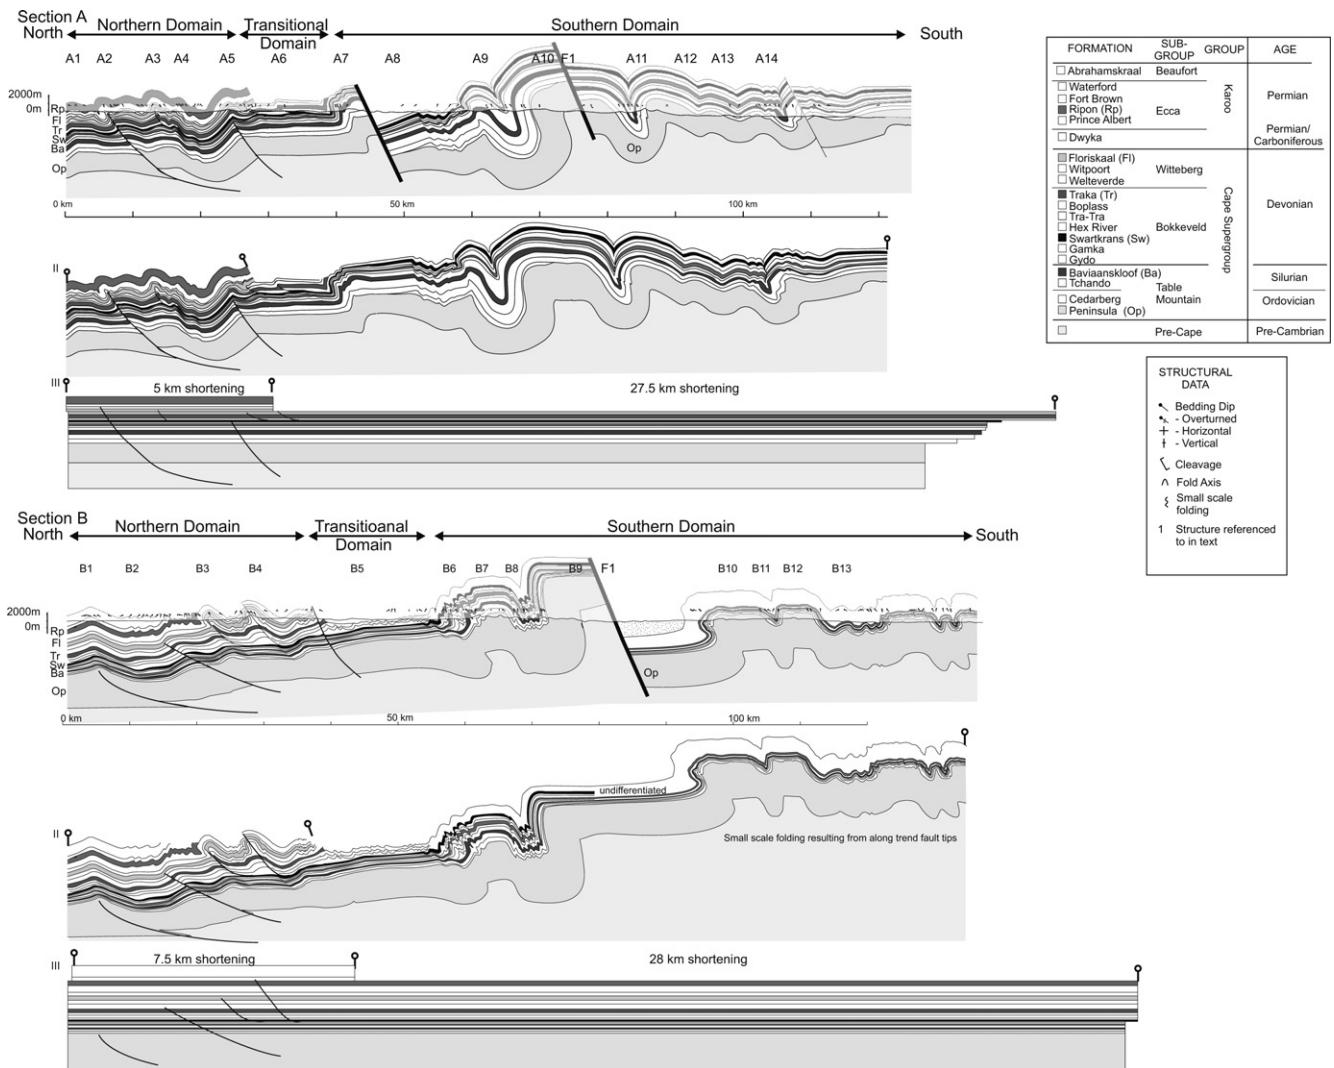 Section A
North
Northern Domain
Transitional
Domain
Southern Domain
South
A1 A2 A3 A4 A5 A6 A7 A8 A9 A10 F1 A11 A12 A13 A14
2000m
0m
Rp
Fl
Tr
Sw
Ba
Op
Op
0 km 50 km 100 km
II
III
5 km shortening
27.5 km shortening
Section B
North
Northern Domain
Transitioanal
Domain
Southern Domain
South
B1 B2 B3 B4 B5 B6 B7 B8 B9 F1 B10 B11 B12 B13
2000m
0m
Rp
Fl
Tr
Sw
Ba
Op
Op
0 km 50 km 100 km
undifferentiated
II
Small scale folding resulting from along trend fault tips
III
7.5 km shortening
28 km shortening
FORMATION SUB-GROUP GROUP AGE
Abrahamskraal Beaufort
Waterford
Fort Brown
Ripon (Rp) Ecca
Prince Albert
Karoo
Permian
Dwyka
Permian/
Carboniferous
Floriskaal (Fl)
Witpoort Witteberg
Welteverde
Traka (Tr)
Boplass
Tra-Tra
Hex River Bokkeveld
Swartkrans (Sw)
Gamka
Gydo
Cape Supergroup
Devonian
Baviaanskloof (Ba)
Tchando
Silurian
Table
Mountain
Cedarberg
Peninsula (Op)
Ordovician
Pre-Cape Pre-Cambrian
STRUCTURAL
DATA
Bedding Dip
- Overturned
- Horizontal
- Vertical
Cleavage
Fold Axis
Small scale
folding
1 Structure referenced
to in text